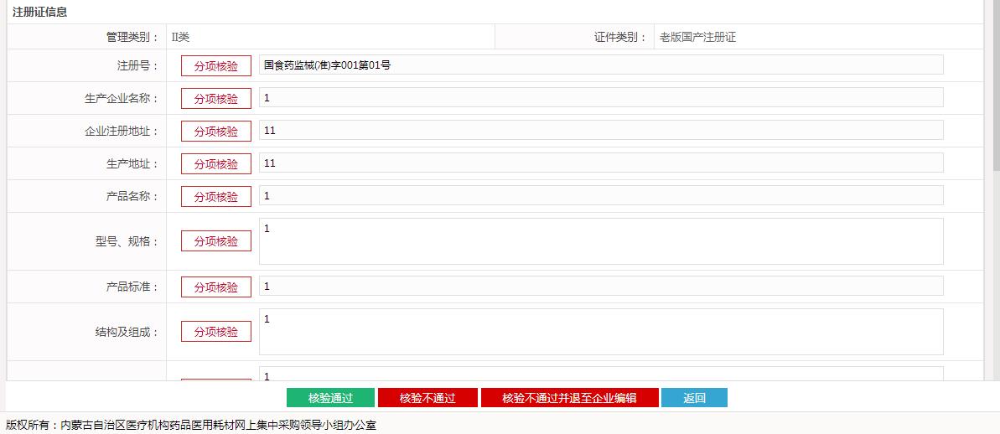 注册证信息
管理类别： II类 证件类别： 老版国产注册证
注册号： 分项核验 国食药监械(准)字001第01号
生产企业名称： 分项核验 1
企业注册地址： 分项核验 11
生产地址： 分项核验 11
产品名称： 分项核验 1
型号、规格： 分项核验 1
产品标准： 分项核验 1
结构及组成： 分项核验 1
1
核验通过 核验不通过 核验不通过并退至企业编辑 返回
版权所有：内蒙古自治区医疗机构药品医用耗材网上集中采购领导小组办公室